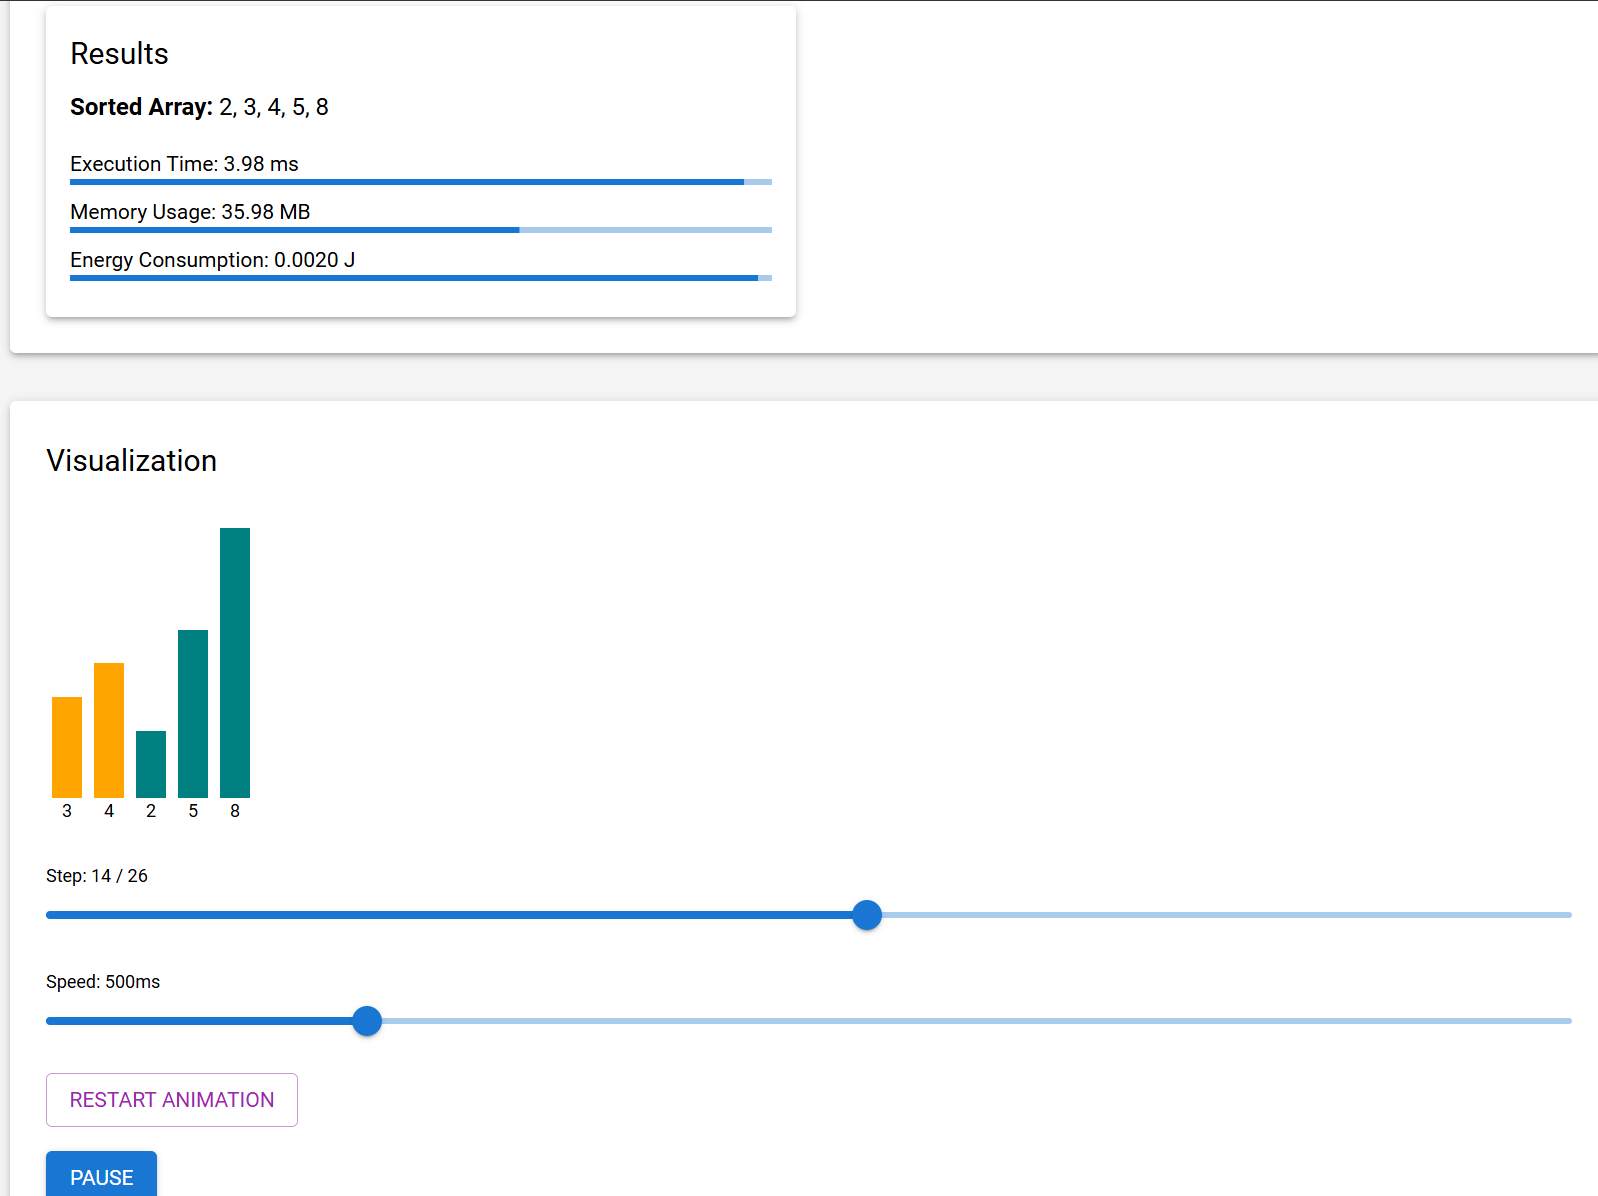 Results
Sorted Array: 2, 3, 4, 5, 8
Execution Time: 3.98 ms
Memory Usage: 35.98 MB
Energy Consumption: 0.0020 J
Visualization
3 4 2 5 8
Step: 14 / 26
Speed: 500ms
RESTART ANIMATION
PAUSE